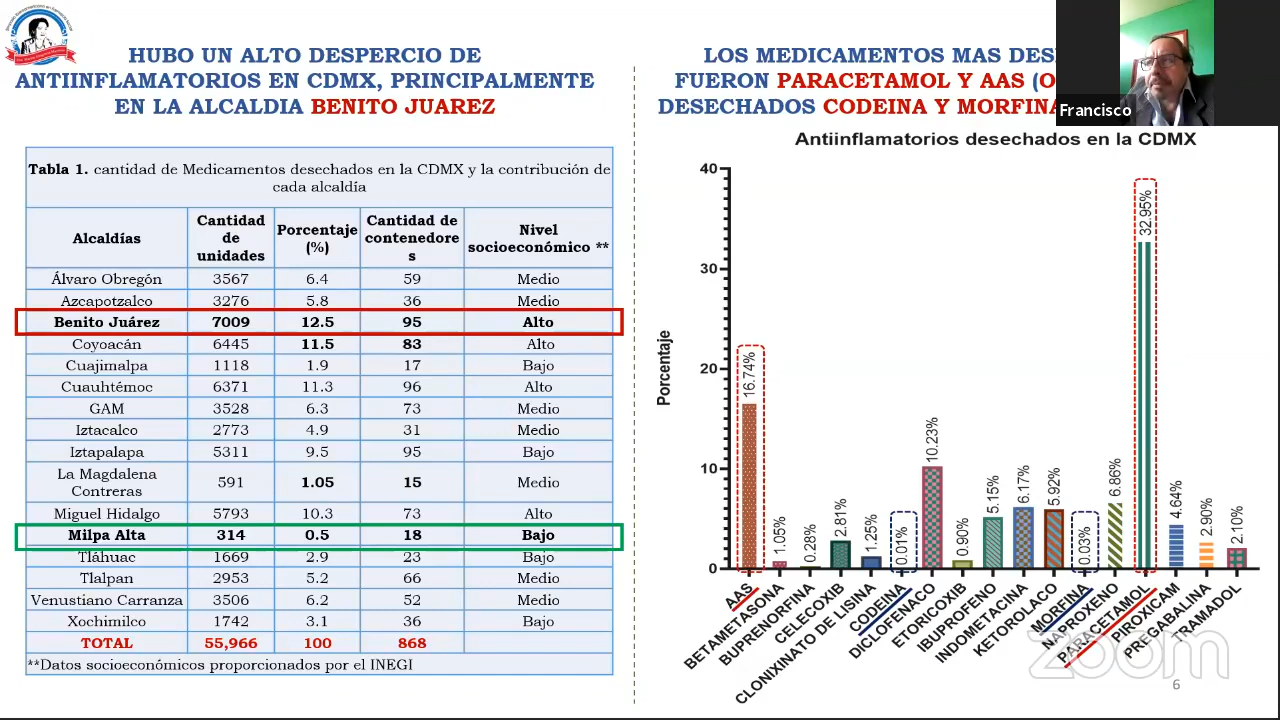 HUBO UN ALTO DESPERCIO DE
ANTIINFLAMATORIOS EN CDMX, PRINCIPALMENTE
EN LA ALCALDIA BENITO JUAREZ
Tabla 1. cantidad de Medicamentos desechados en la CDMX y la contribución de
cada alcaldía
Alcaldías Cantidad de unidades Porcentaje (%) Cantidad de contenedore s Nivel socioeconómico **
Álvaro Obregón 3567 6.4 59 Medio
Azcapotzalco 3276 5.8 36 Medio
Benito Juárez 7009 12.5 95 Alto
Coyoacán 6445 11.5 83 Alto
Cuajimalpa 1118 1.9 17 Bajo
Cuauhtémoc 6371 11.3 96 Alto
GAM 3528 6.3 73 Medio
Iztacalco 2773 4.9 31 Medio
Iztapalapa 5311 9.5 95 Bajo
La Magdalena
Contreras 591 1.05 15 Medio
Miguel Hidalgo 5793 10.3 73 Alto
Milpa Alta 314 0.5 18 Bajo
Tláhuac 1669 2.9 23 Bajo
Tlalpan 2953 5.2 66 Medio
Venustiano Carranza 3506 6.2 52 Medio
Xochimilco 1742 3.1 36 Bajo
TOTAL 55,966 100 868
**Datos socioeconómicos proporcionados por el INEGI
LOS MEDICAMENTOS MAS DES
FUERON PARACETAMOL Y AAS (O
DESECHADOS CODEINA Y MORFINA
Francisco
Antiinflamatorios desechados en la CDMX
Porcentaje
40
30
20
10
0
16.74%
1.05%
0.28%
2.81%
1.25%
0.01%
10.23%
0.90%
5.15%
6.17%
5.92%
0.03%
6.86%
32.95%
4.64%
2.90%
2.10%
AAS
BETAMETASONA
BUPRENORFINA
CELECOXIB
CLONIXINATO DE LISINA
CODEINA
DICLOFENACO
ETORICOXIB
IBUPROFENO
INDOMETACINA
KETOROLACO
MORFINA
NAPROXENO
PARACETAMOL
PIROXICAM
PREGABALINA
TRAMADOL
zoom
6